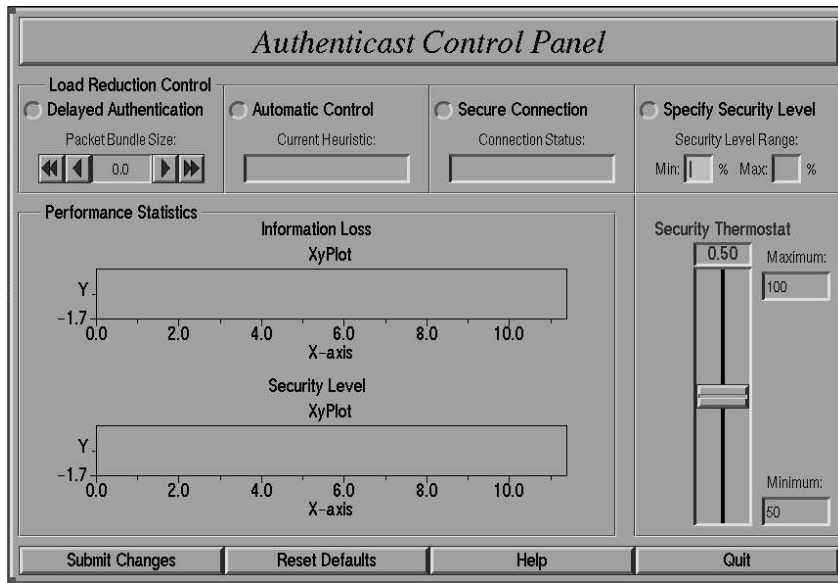 Authenticast Control Panel
Load Reduction Control
Delayed Authentication
Packet Bundle Size:
0.0
Automatic Control
Current Heuristic:
Secure Connection
Connection Status:
Specify Security Level
Security Level Range:
Min: % Max: %
Performance Statistics
Information Loss
XyPlot
Y
-1.7
0.0 2.0 4.0 6.0 8.0 10.0
X-axis
Security Level
XyPlot
Y
-1.7
0.0 2.0 4.0 6.0 8.0 10.0
X-axis
Security Thermostat
0.50
Maximum:
100
Minimum:
50
Submit Changes Reset Defaults Help Quit